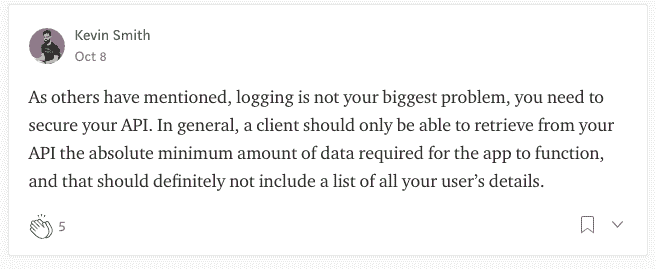 Kevin Smith
Oct 8
As others have mentioned, logging is not your biggest problem, you need to
secure your API. In general, a client should only be able to retrieve from your
API the absolute minimum amount of data required for the app to function,
and that should definitely not include a list of all your user’s details.
5